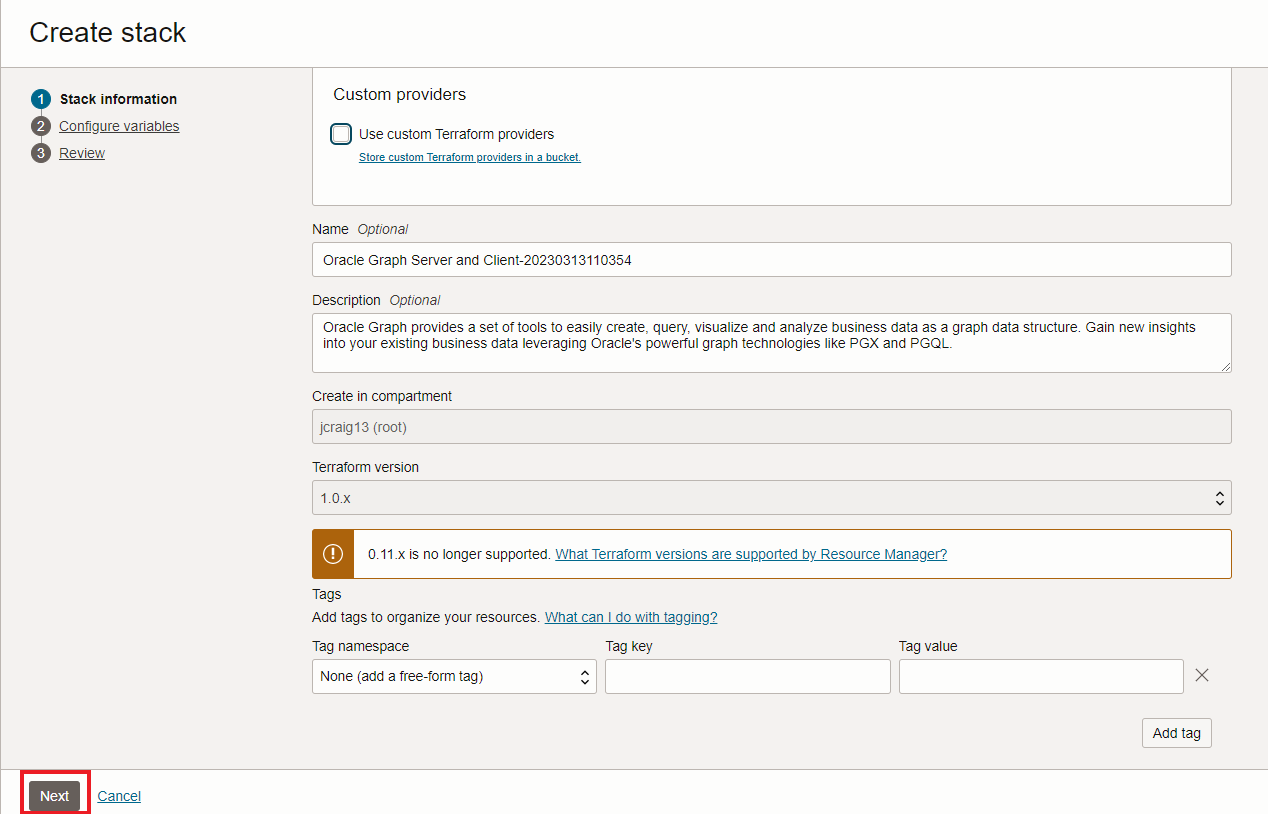 Create stack
1 Stack information
2 Configure variables
3 Review
Custom providers
Use custom Terraform providers
Store custom Terraform providers in a bucket.
Name Optional
Oracle Graph Server and Client-20230313110354
Description Optional
Oracle Graph provides a set of tools to easily create, query, visualize and analyze business data as a graph data structure. Gain new insights
into your existing business data leveraging Oracle's powerful graph technologies like PGX and PGQL.
Create in compartment
jcraig13 (root)
Terraform version
1.0.x
0.11.x is no longer supported. What Terraform versions are supported by Resource Manager?
Tags
Add tags to organize your resources. What can I do with tagging?
Tag namespace Tag key Tag value
None (add a free-form tag)
Add tag
Next Cancel